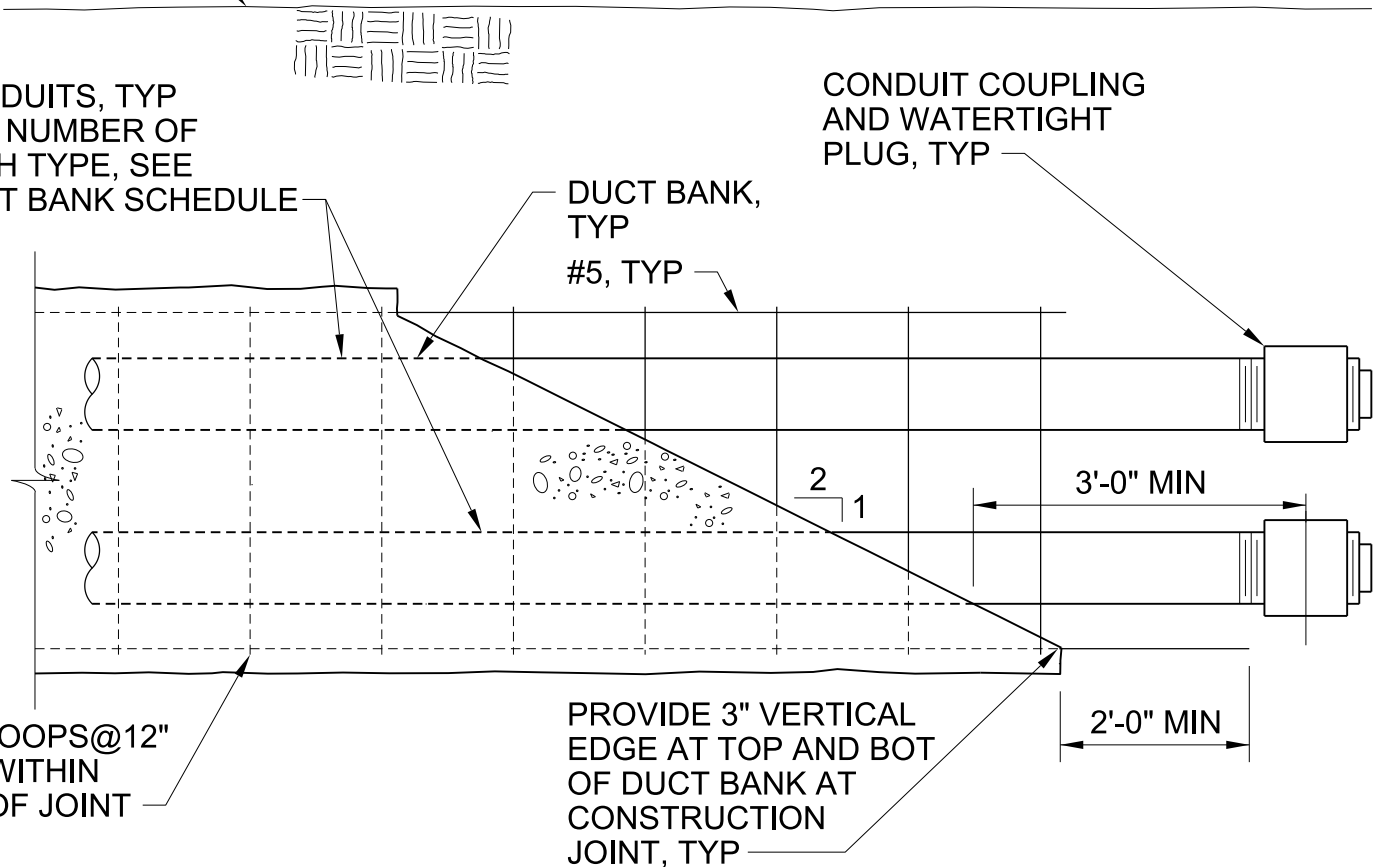 DUITS, TYP
NUMBER OF
H TYPE, SEE
T BANK SCHEDULE
CONDUIT COUPLING
AND WATERTIGHT
PLUG, TYP
DUCT BANK,
TYP
#5, TYP
2
1
3'-0" MIN
OOPS@12"
WITHIN
OF JOINT
PROVIDE 3" VERTICAL
EDGE AT TOP AND BOT
OF DUCT BANK AT
CONSTRUCTION
JOINT, TYP
2'-0" MIN